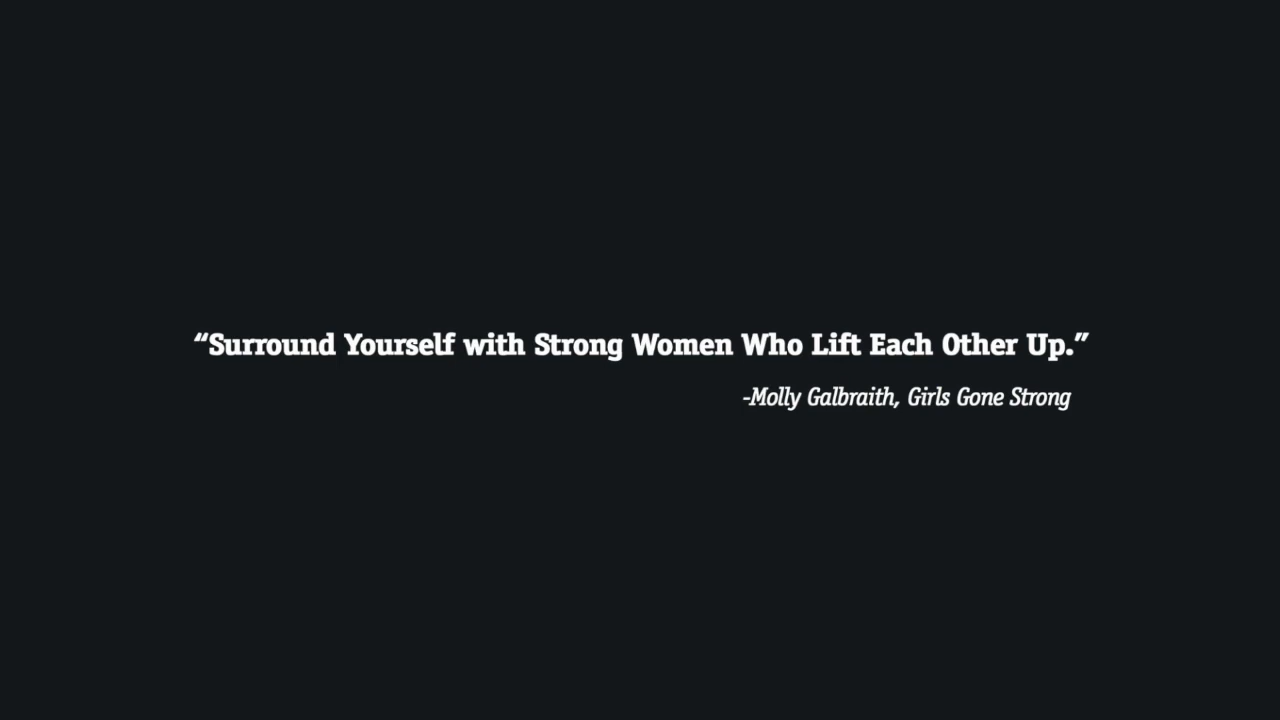 “Surround Yourself with Strong Women Who Lift Each Other Up.”
-Molly Galbraith, Girls Gone Strong